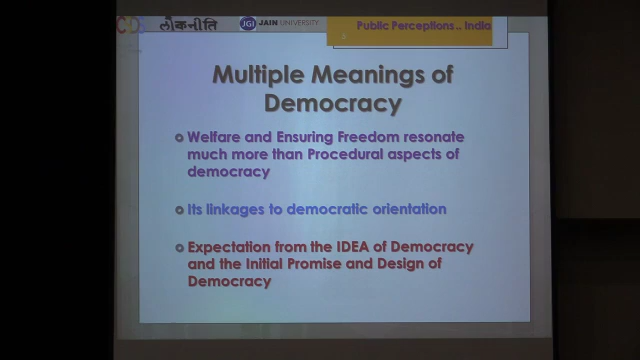 CSDS लोकनीति JGI JAIN UNIVERSITY Public Perceptions... India
Multiple Meanings of
Democracy
Welfare and Ensuring Freedom resonate
much more than Procedural aspects of
democracy
Its linkages to democratic orientation
Expectation from the IDEA of Democracy
and the Initial Promise and Design of
Democracy